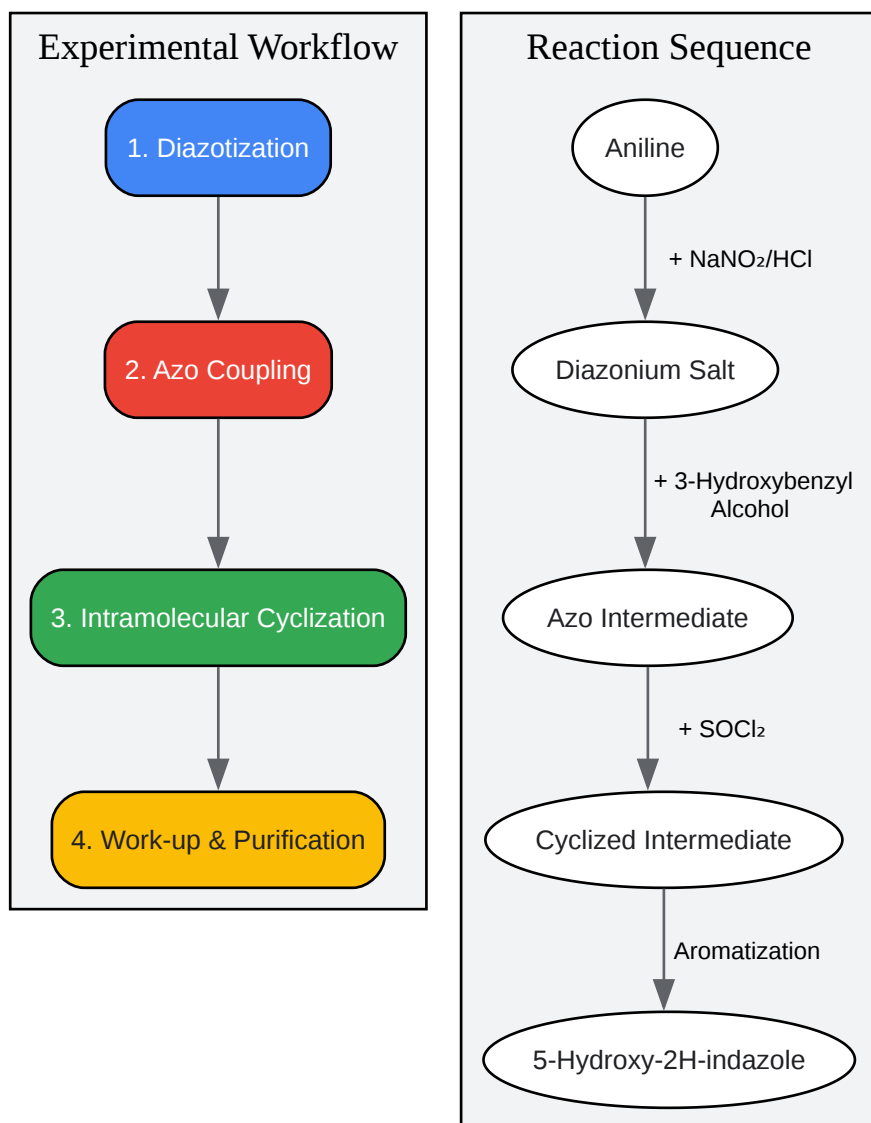 Experimental Workflow
1. Diazotization
2. Azo Coupling
3. Intramolecular Cyclization
4. Work-up & Purification
Reaction Sequence
Aniline
+ NaNO₂/HCl
Diazonium Salt
+ 3-Hydroxybenzyl
Alcohol
Azo Intermediate
+ SOCl₂
Cyclized Intermediate
Aromatization
5-Hydroxy-2H-indazole